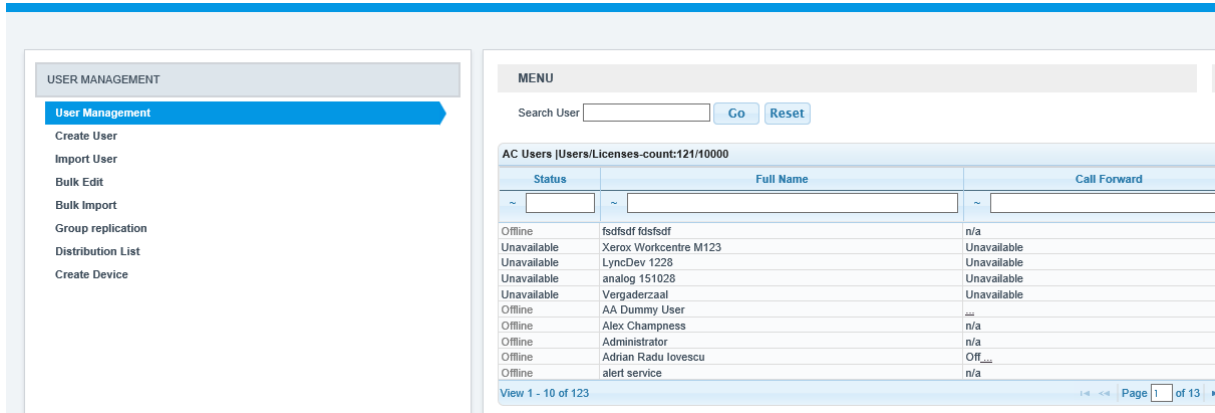 USER MANAGEMENT
User Management
Create User
Import User
Bulk Edit
Bulk Import
Group replication
Distribution List
Create Device
MENU
Search User Go Reset
AC Users |Users/Licenses-count:121/10000
Status Full Name Call Forward
~ ~ ~
Offline fsdfsdf fdsfsdf n/a
Unavailable Xerox Workcentre M123 Unavailable
Unavailable LyncDev 1228 Unavailable
Unavailable analog 151028 Unavailable
Unavailable Vergaderzaal Unavailable
Offline AA Dummy User ...
Offline Alex Champness n/a
Offline Administrator n/a
Offline Adrian Radu Iovescu Off ...
Offline alert service n/a
View 1 - 10 of 123 Page 1 of 13